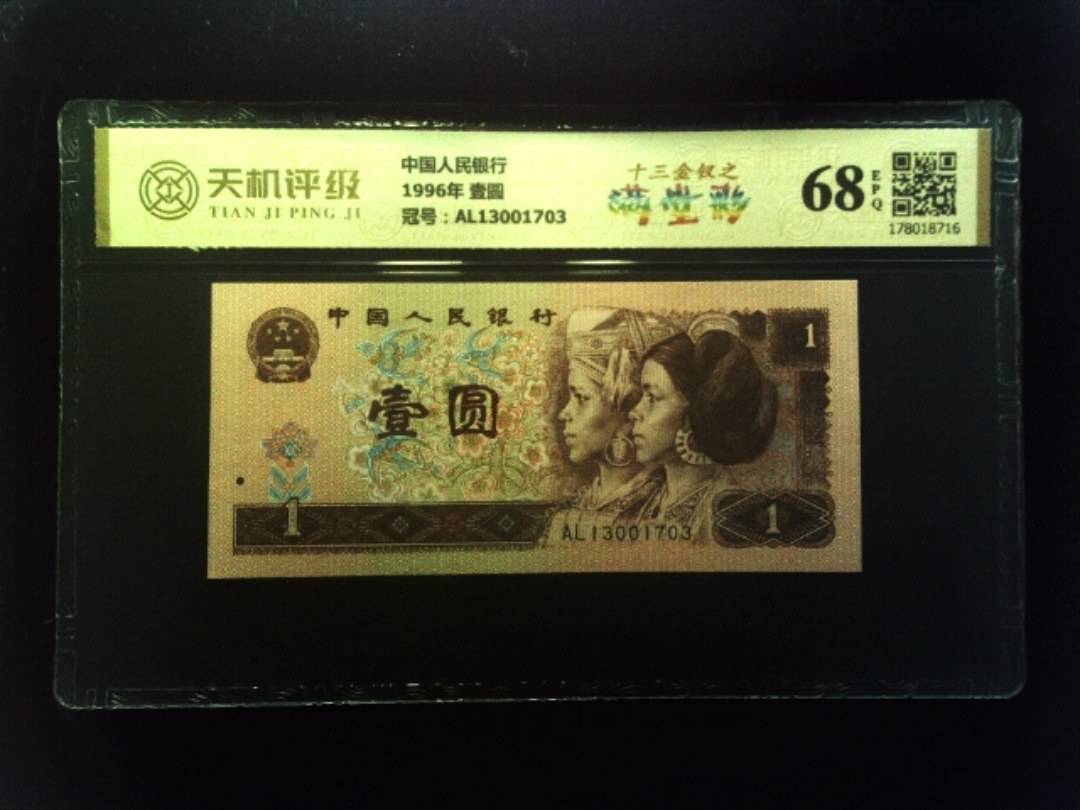 天机评级
TIAN JI PING JI
中国人民银行
1996年 壹圆
冠号：AL13001703
十三金钗之
满堂彩
68
EPQ
178018716
中国人民银行
1
壹圆
1
AL13001703
1